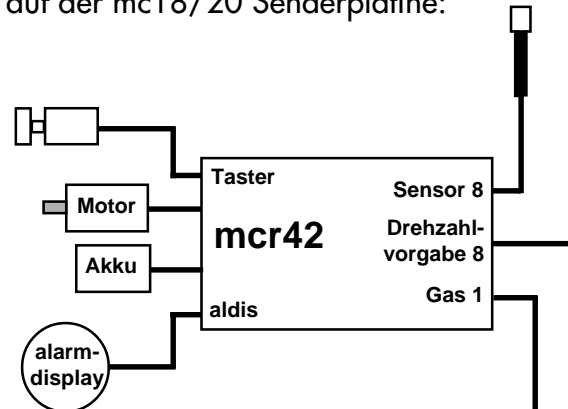 auf der mc18/20 Senderplatine:
Taster
Sensor 8
Motor
mcr42
Drehzahl-
vorgabe 8
Akku
Gas 1
aldis
alarm-
display